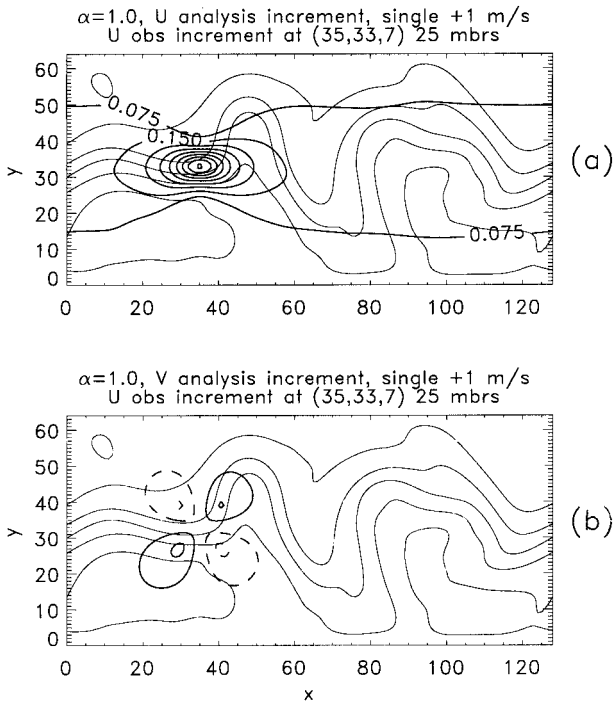 α=1.0, U analysis increment, single +1 m/s
U obs increment at (35,33,7) 25 mbrs
60
50
40
30
20
10
0
y
0.075
0.150
0.075
(a)
0 20 40 60 80 100 120
α=1.0, V analysis increment, single +1 m/s
U obs increment at (35,33,7) 25 mbrs
60
50
40
30
20
10
0
y
(b)
0 20 40 60 80 100 120
x